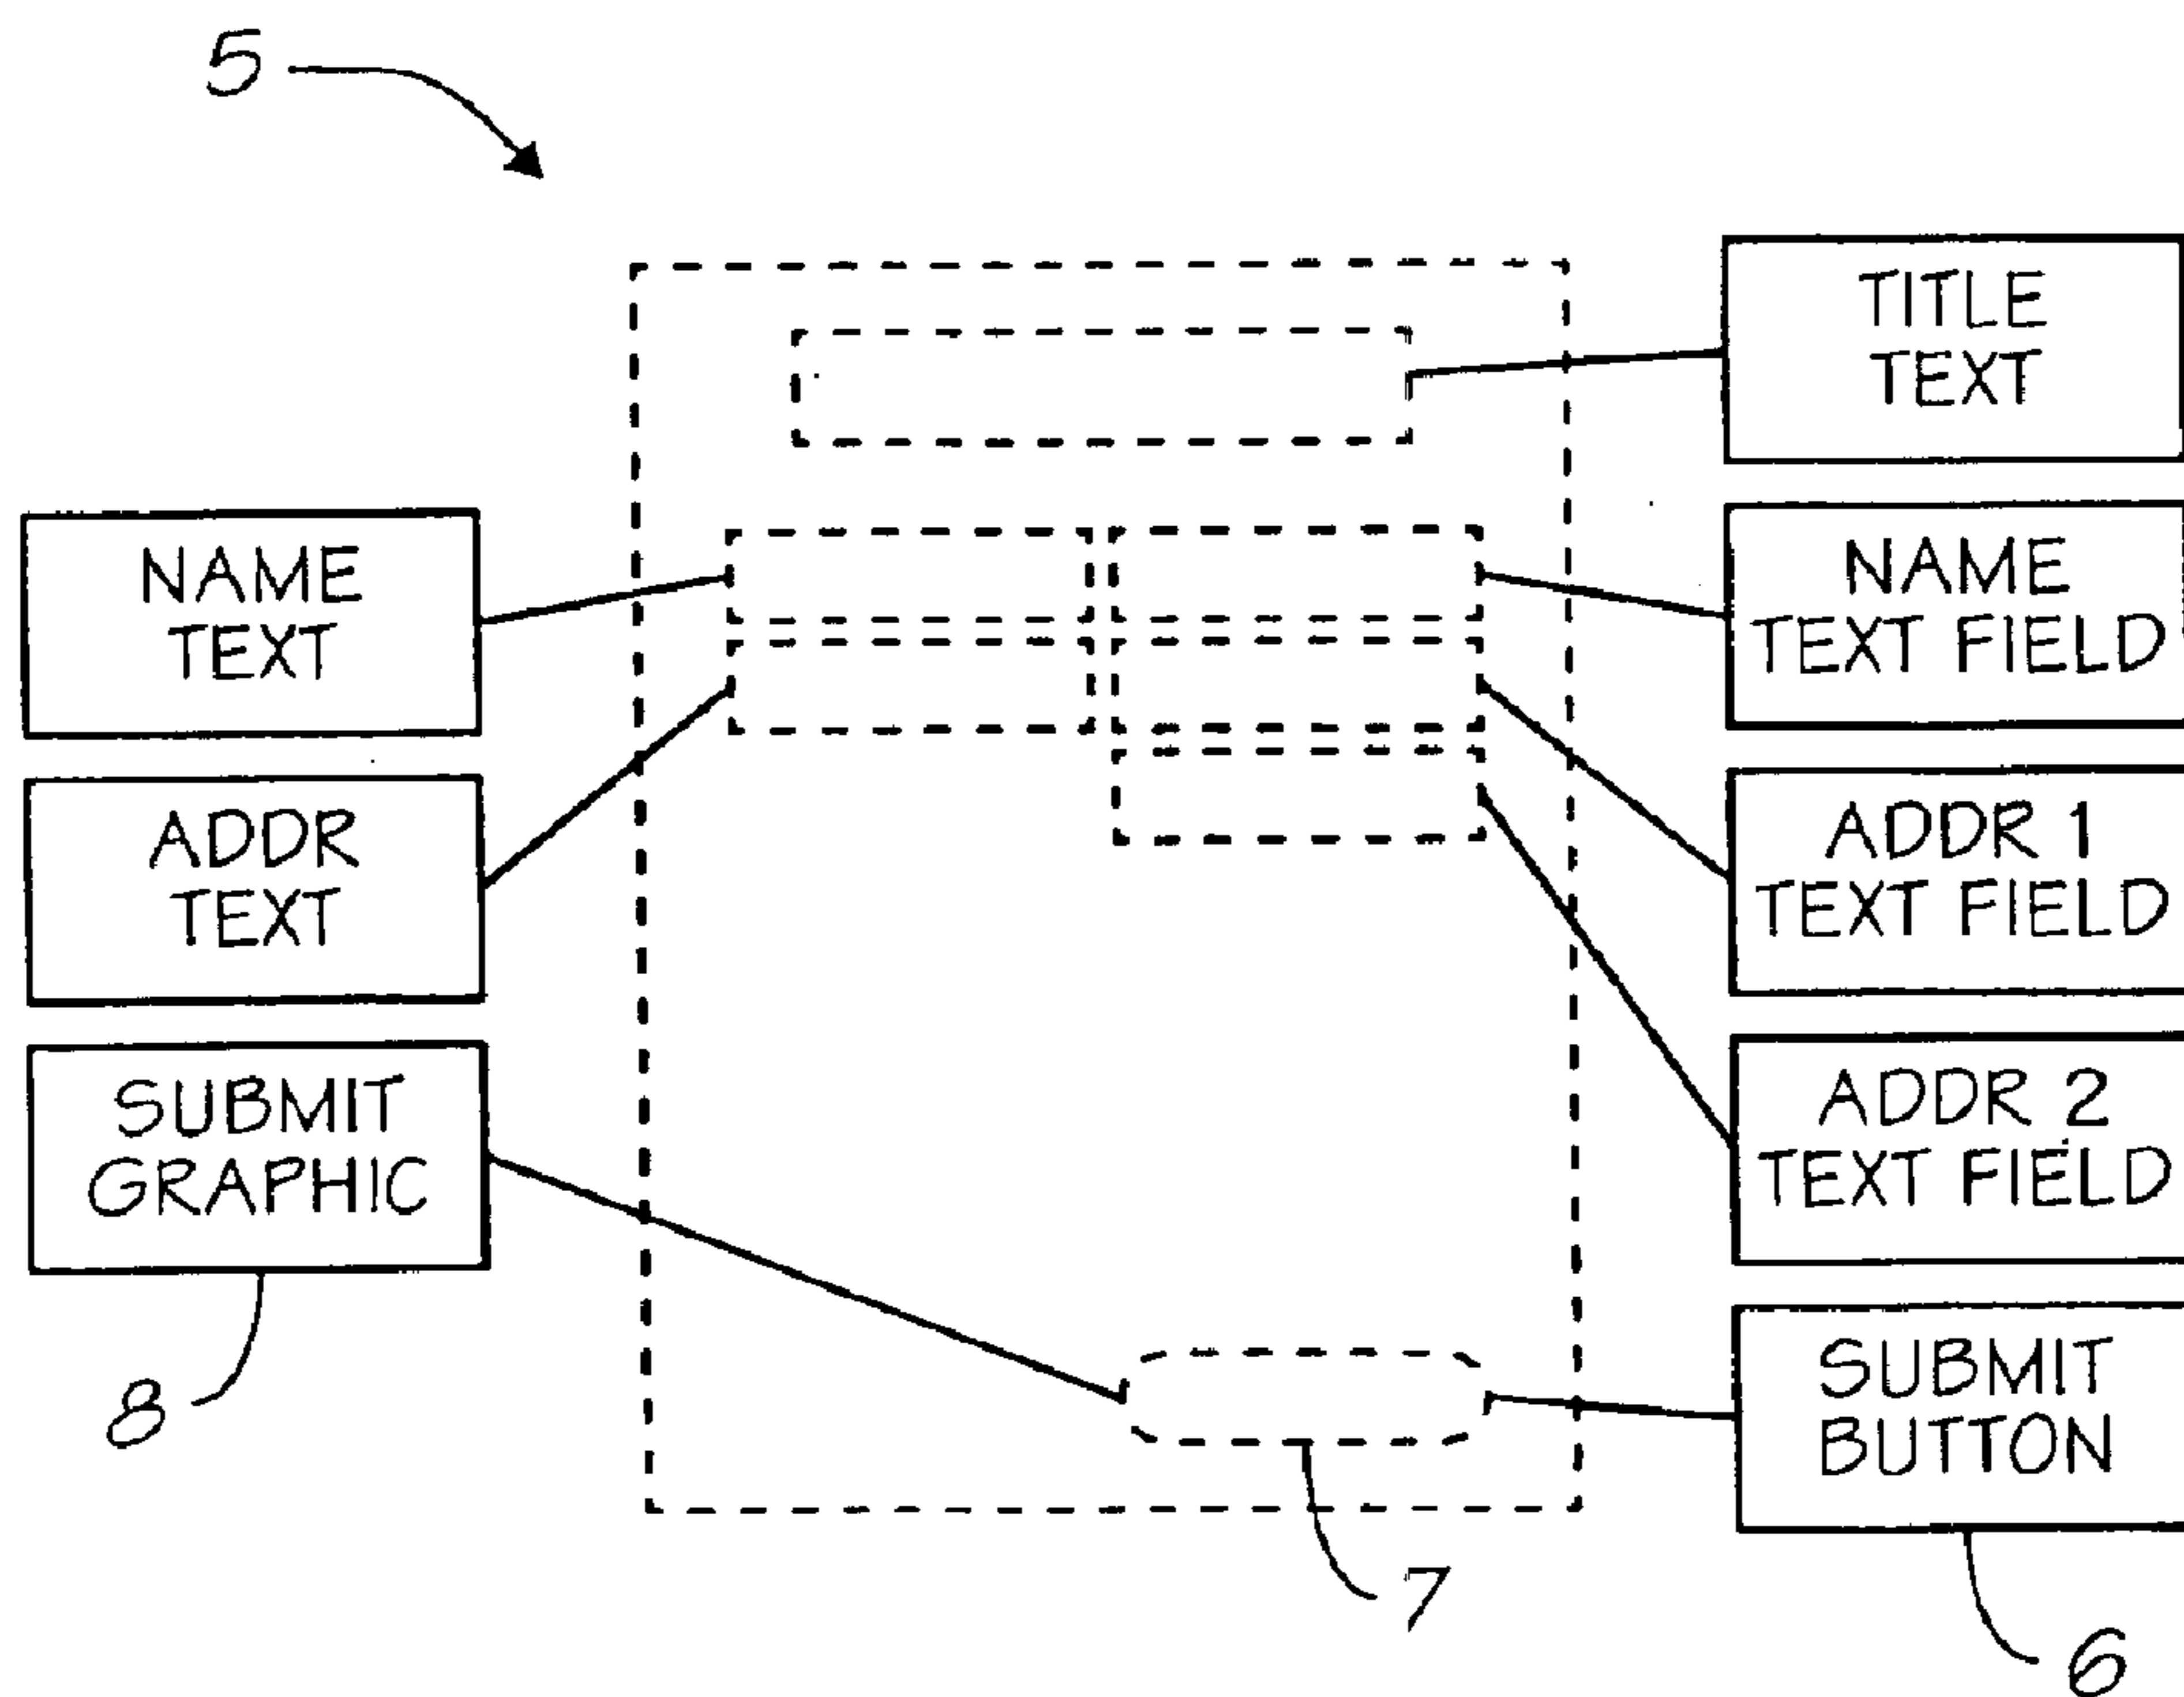 5
TITLE
TEXT
NAME
TEXT
NAME
TEXT FIELD
ADDR
TEXT
ADDR 1
TEXT FIELD
SUBMIT
GRAPHIC
ADDR 2
TEXT FIELD
8
SUBMIT
BUTTON
7
6